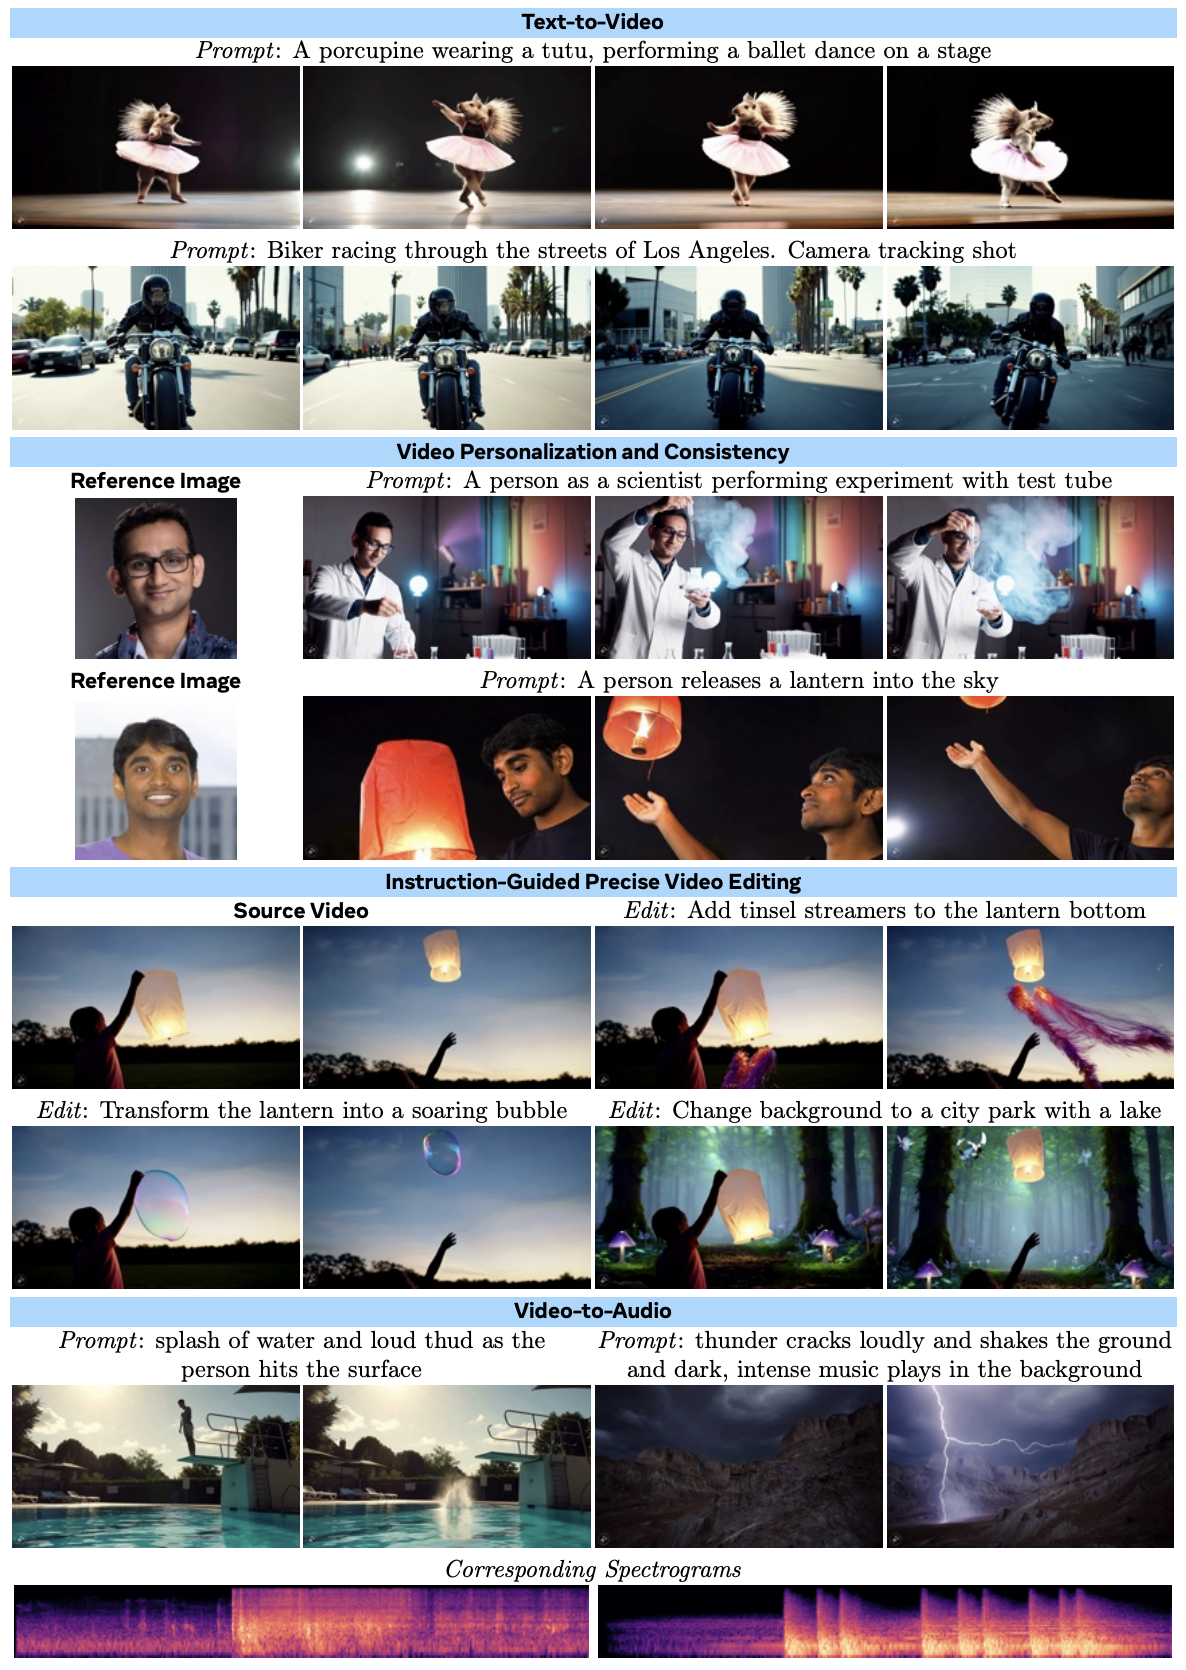 Text-to-Video
Prompt: A porcupine wearing a tutu, performing a ballet dance on a stage
Prompt: Biker racing through the streets of Los Angeles. Camera tracking shot
Video Personalization and Consistency
Reference Image
Prompt: A person as a scientist performing experiment with test tube
Reference Image
Prompt: A person releases a lantern into the sky
Instruction-Guided Precise Video Editing
Source Video
Edit: Add tinsel streamers to the lantern bottom
Edit: Transform the lantern into a soaring bubble
Edit: Change background to a city park with a lake
Video-to-Audio
Prompt: splash of water and loud thud as the
person hits the surface
Prompt: thunder cracks loudly and shakes the ground
and dark, intense music plays in the background
Corresponding Spectrograms